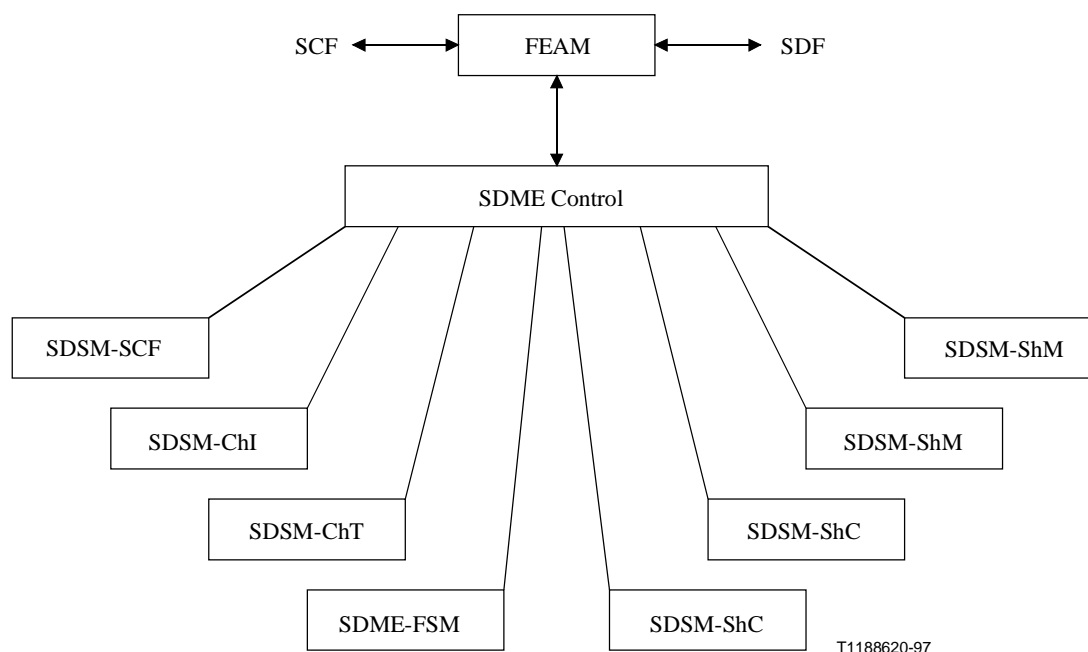 SCF
FEAM
SDF
SDME Control
SDSM-SCF
SDSM-ShM
SDSM-ChI
SDSM-ShM
SDSM-ChT
SDSM-ShC
SDME-FSM
SDSM-ShC
T1188620-97